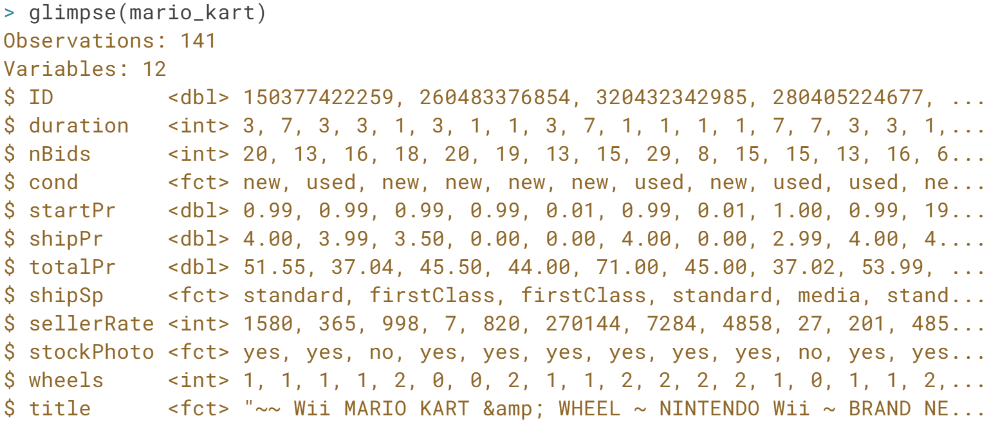 > glimpse(mario_kart)
Observations: 141
Variables: 12
$ ID         <dbl> 150377422259, 260483376854, 320432342985, 280405224677, ...
$ duration   <int> 3, 7, 3, 3, 1, 3, 1, 1, 3, 7, 1, 1, 1, 1, 7, 7, 3, 3, 1,...
$ nBids      <int> 20, 13, 16, 18, 20, 19, 13, 15, 29, 8, 15, 15, 13, 16, 6...
$ cond       <fct> new, used, new, new, new, new, used, new, used, used, ne...
$ startPr    <dbl> 0.99, 0.99, 0.99, 0.99, 0.01, 0.99, 0.01, 1.00, 0.99, 19...
$ shipPr     <dbl> 4.00, 3.99, 3.50, 0.00, 0.00, 4.00, 0.00, 2.99, 4.00, 4....
$ totalPr    <dbl> 51.55, 37.04, 45.50, 44.00, 71.00, 45.00, 37.02, 53.99, ...
$ shipSp     <fct> standard, firstClass, firstClass, standard, media, stand...
$ sellerRate <int> 1580, 365, 998, 7, 820, 270144, 7284, 4858, 27, 201, 485...
$ stockPhoto <fct> yes, yes, no, yes, yes, yes, yes, yes, yes, no, yes, yes...
$ wheels     <int> 1, 1, 1, 1, 2, 0, 0, 2, 1, 1, 2, 2, 2, 2, 1, 0, 1, 1, 2,...
$ title      <fct> "~~ Wii MARIO KART &amp; WHEEL ~ NINTENDO Wii ~ BRAND NE...